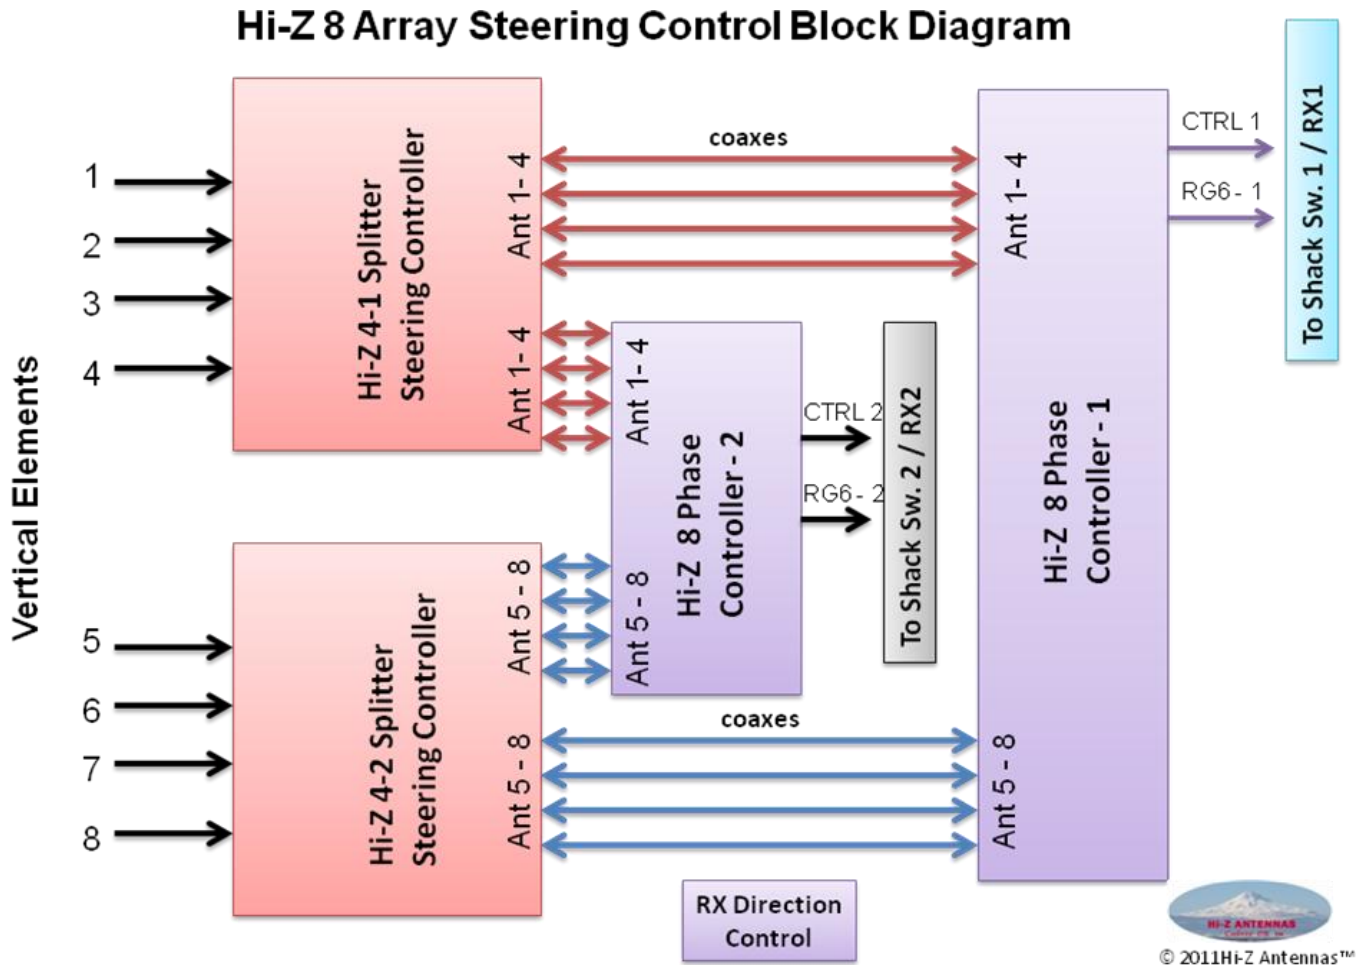 Hi-Z 8 Array Steering Control Block Diagram
Vertical Elements
1
2
3
4
5
6
7
8
Hi-Z 4-1 Splitter
Steering Controller
Ant 1- 4
Ant 1- 4
Hi-Z 4-2 Splitter
Steering Controller
Ant 5 - 8
Ant 5 - 8
coaxes
coaxes
Ant 1- 4
Ant 5 - 8
Hi-Z 8 Phase
Controller - 2
CTRL 2
RG6 - 2
To Shack Sw. 2 / RX2
Ant 1- 4
Ant 5 - 8
Hi-Z 8 Phase
Controller - 1
CTRL 1
RG6 - 1
To Shack Sw. 1 / RX1
RX Direction
Control
Hi-Z ANTENNAS
© 2011Hi-Z Antennas™